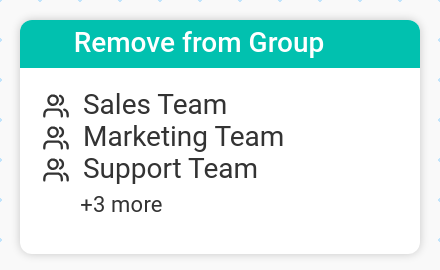 Remove from Group
Sales Team
Marketing Team
Support Team
+3 more